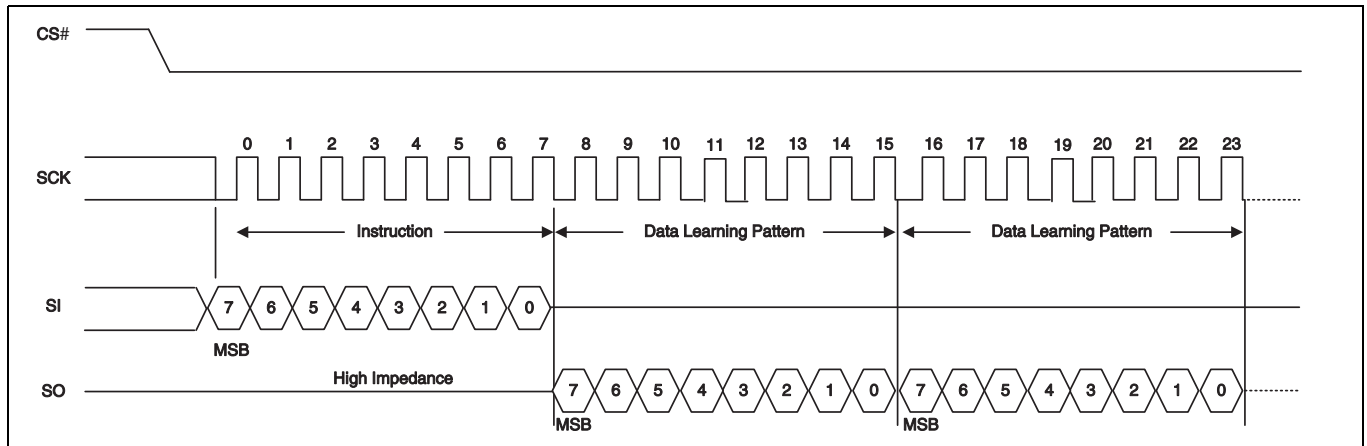 CS#
0 1 2 3 4 5 6 7 8 9 10 11 12 13 14 15 16 17 18 19 20 21 22 23
SCK
Instruction Data Learning Pattern Data Learning Pattern
SI 7 6 5 4 3 2 1 0
MSB
High Impedance
SO 7 6 5 4 3 2 1 0 7 6 5 4 3 2 1 0
MSB MSB